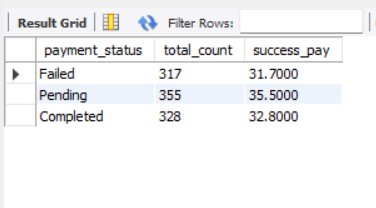 Result Grid Filter Rows:
payment_status total_count success_pay
Failed 317 31.7000
Pending 355 35.5000
Completed 328 32.8000